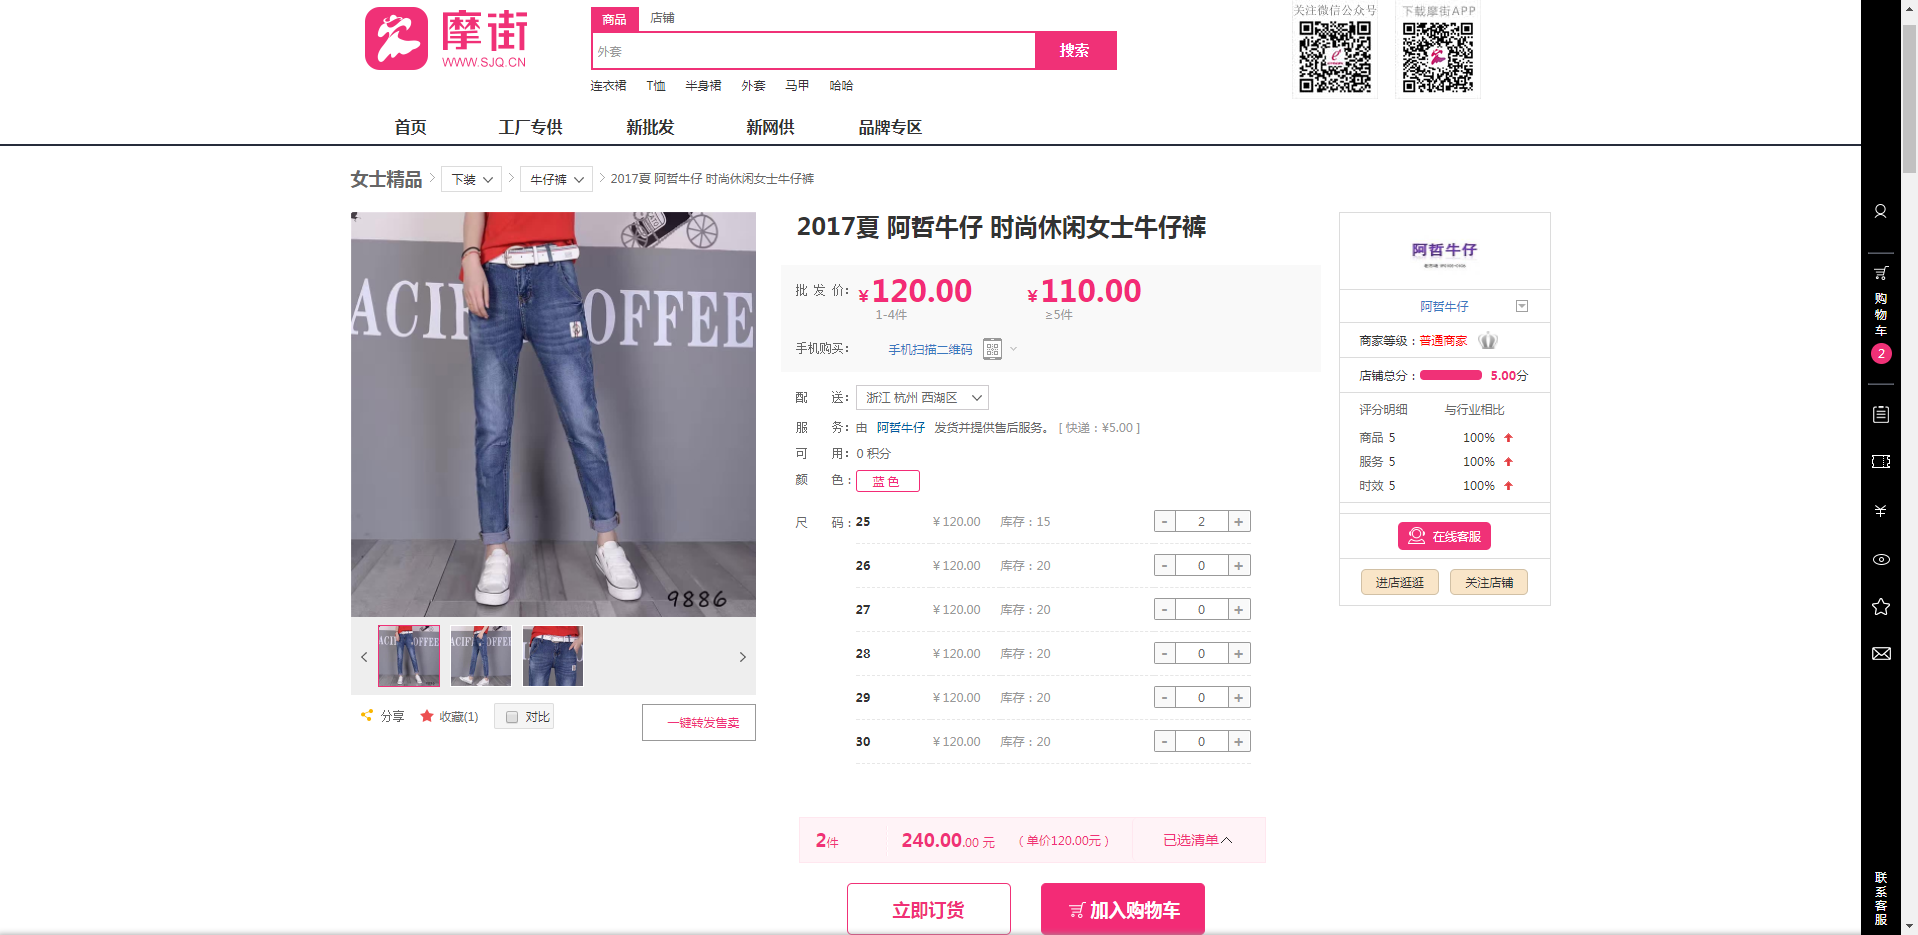 摩街
WWW.SJQ.CN
商品 店铺
外套 搜索
连衣裙 T恤 半身裙 外套 马甲 哈哈
关注微信公众号 下载摩街APP
首页 工厂专供 新批发 新网供 品牌专区
女士精品 下装 牛仔裤 2017夏 阿哲牛仔 时尚休闲女士牛仔裤
ACIF OFFEE
9886
分享 收藏(1) 对比 一键转发售卖
2017夏 阿哲牛仔 时尚休闲女士牛仔裤
批发价: ¥120.00 ¥110.00
1-4件 ≥5件
手机购买: 手机扫描二维码
配 送: 浙江 杭州 西湖区
服 务: 由 阿哲牛仔 发货并提供售后服务。 [ 快递：¥5.00 ]
可 用: 0 积分
颜 色： 蓝色
尺 码： 25 ¥120.00 库存：15 - 2 +
26 ¥120.00 库存：20 - 0 +
27 ¥120.00 库存：20 - 0 +
28 ¥120.00 库存：20 - 0 +
29 ¥120.00 库存：20 - 0 +
30 ¥120.00 库存：20 - 0 +
2件 240.00.00 元 （单价120.00元） 已选清单
立即订货 加入购物车
阿哲牛仔
阿哲牛仔
商家等级：普通商家
店铺总分： 5.00分
评分明细 与行业相比
商品 5 100%
服务 5 100%
时效 5 100%
在线客服
进店逛逛 关注店铺
购物车
2
联系客服